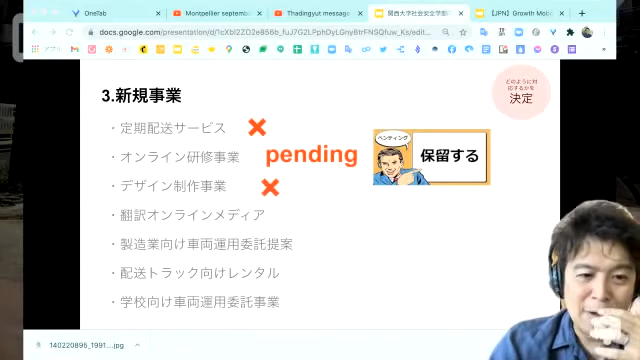 OneTab
Montpellier septemb
Thadingyut message
関西大学社会安全学部
【JPN】Growth Mob
docs.google.com/presentation/d/1cXbI2ZO2e856b_fuJ7G2LPphDyLGny8trFNSQfuw_Ks/edit...
アプリ
3.新規事業
どのように対
応するかを
決定
・定期配送サービス
・オンライン研修事業
pending
ペンディング
保留する
・デザイン制作事業
・翻訳オンラインメディア
・製造業向け車両運用委託提案
・配送トラック向けレンタル
・学校向け車両運用委託事業
140220895_1991....jpg